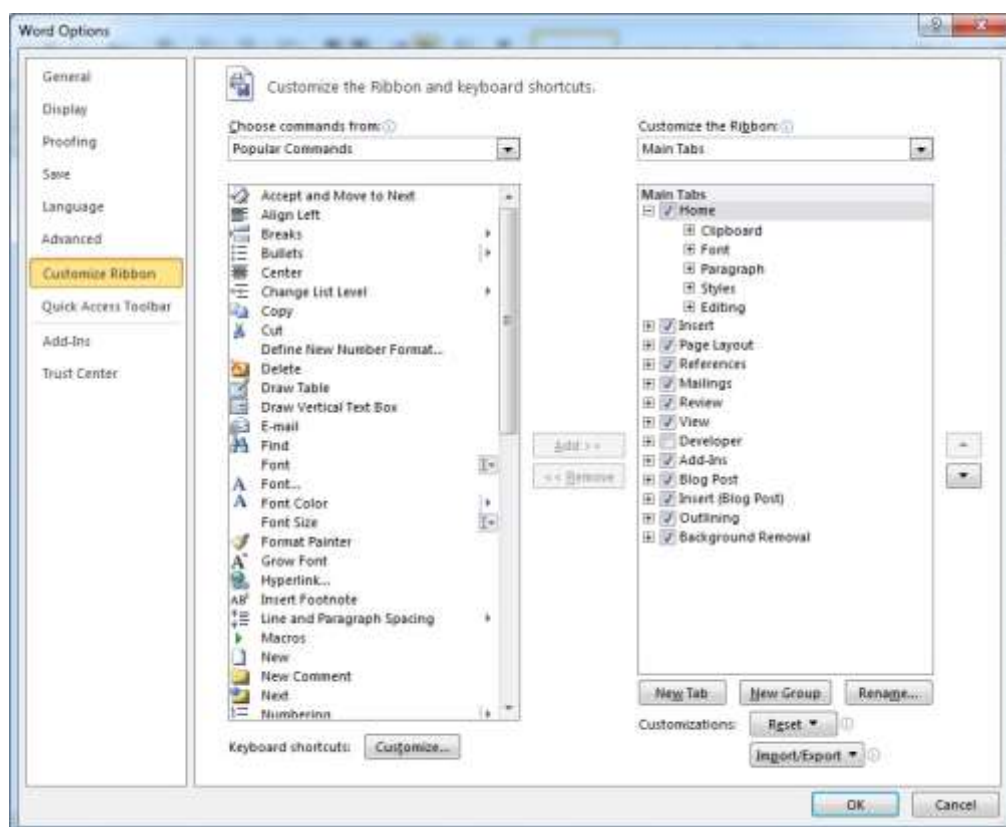 Word Options
General
Display
Proofing
Save
Language
Advanced
Customize Ribbon
Quick Access Toolbar
Add-Ins
Trust Center
Customize the Ribbon and keyboard shortcuts.
Choose commands from:
Popular Commands
Accept and Move to Next
Align Left
Breaks
Bullets
Center
Change List Level
Copy
Cut
Define New Number Format...
Delete
Draw Table
Draw Vertical Text Box
E-mail
Find
Font
Font...
Font Color
Font Size
Format Painter
Grow Font
Hyperlink...
Insert Footnote
Line and Paragraph Spacing
Macros
New
New Comment
Next
Numbering
Keyboard shortcuts: Customize...
Add >>
<< Remove
Customize the Ribbon:
Main Tabs
Main Tabs
Home
Clipboard
Font
Paragraph
Styles
Editing
Insert
Page Layout
References
Mailings
Review
View
Developer
Add-Ins
Blog Post
Insert (Blog Post)
Outlining
Background Removal
New Tab New Group Rename...
Customizations: Reset
Import/Export
OK Cancel